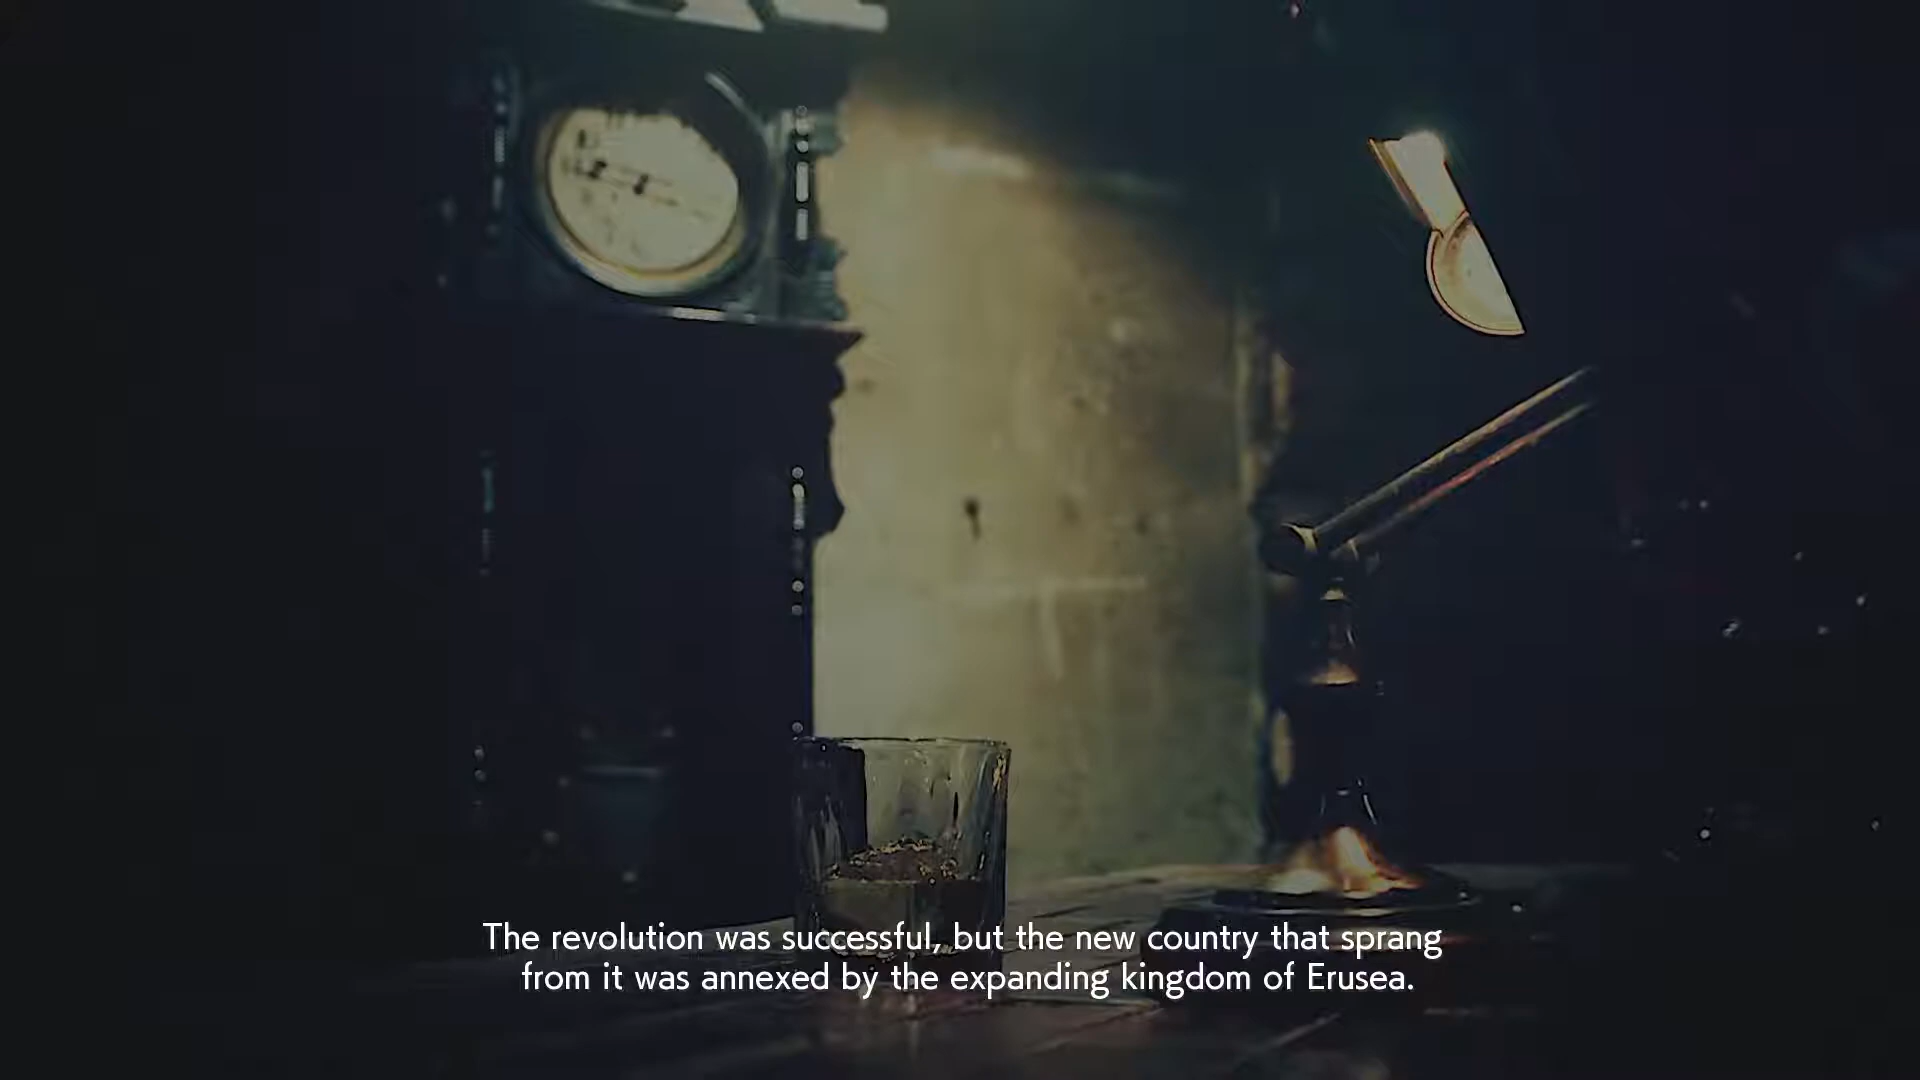 The revolution was successful, but the new country that sprang
from it was annexed by the expanding kingdom of Erusea.